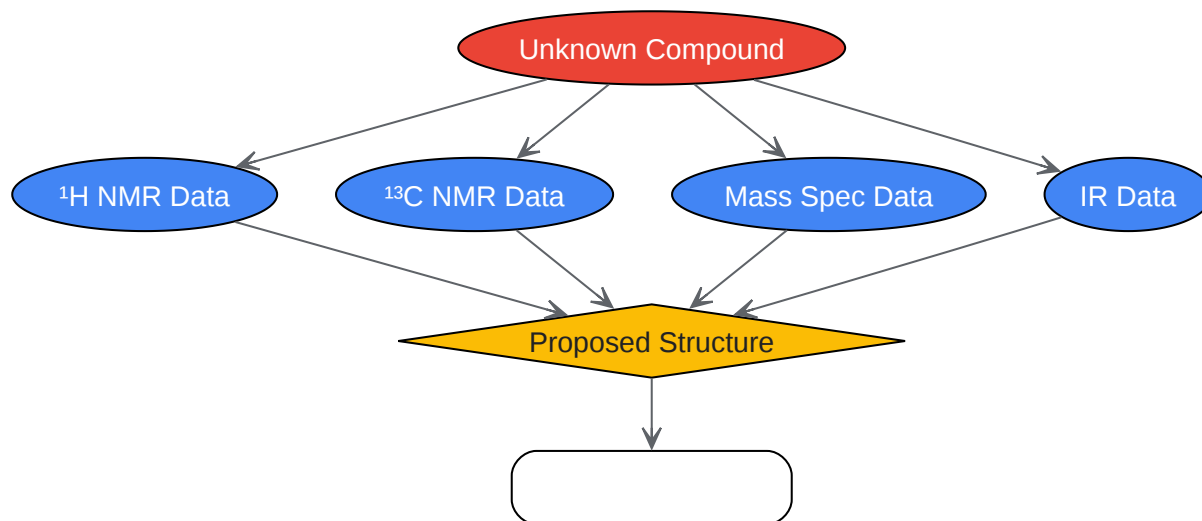 Unknown Compound
¹H NMR Data
¹³C NMR Data
Mass Spec Data
IR Data
Proposed Structure